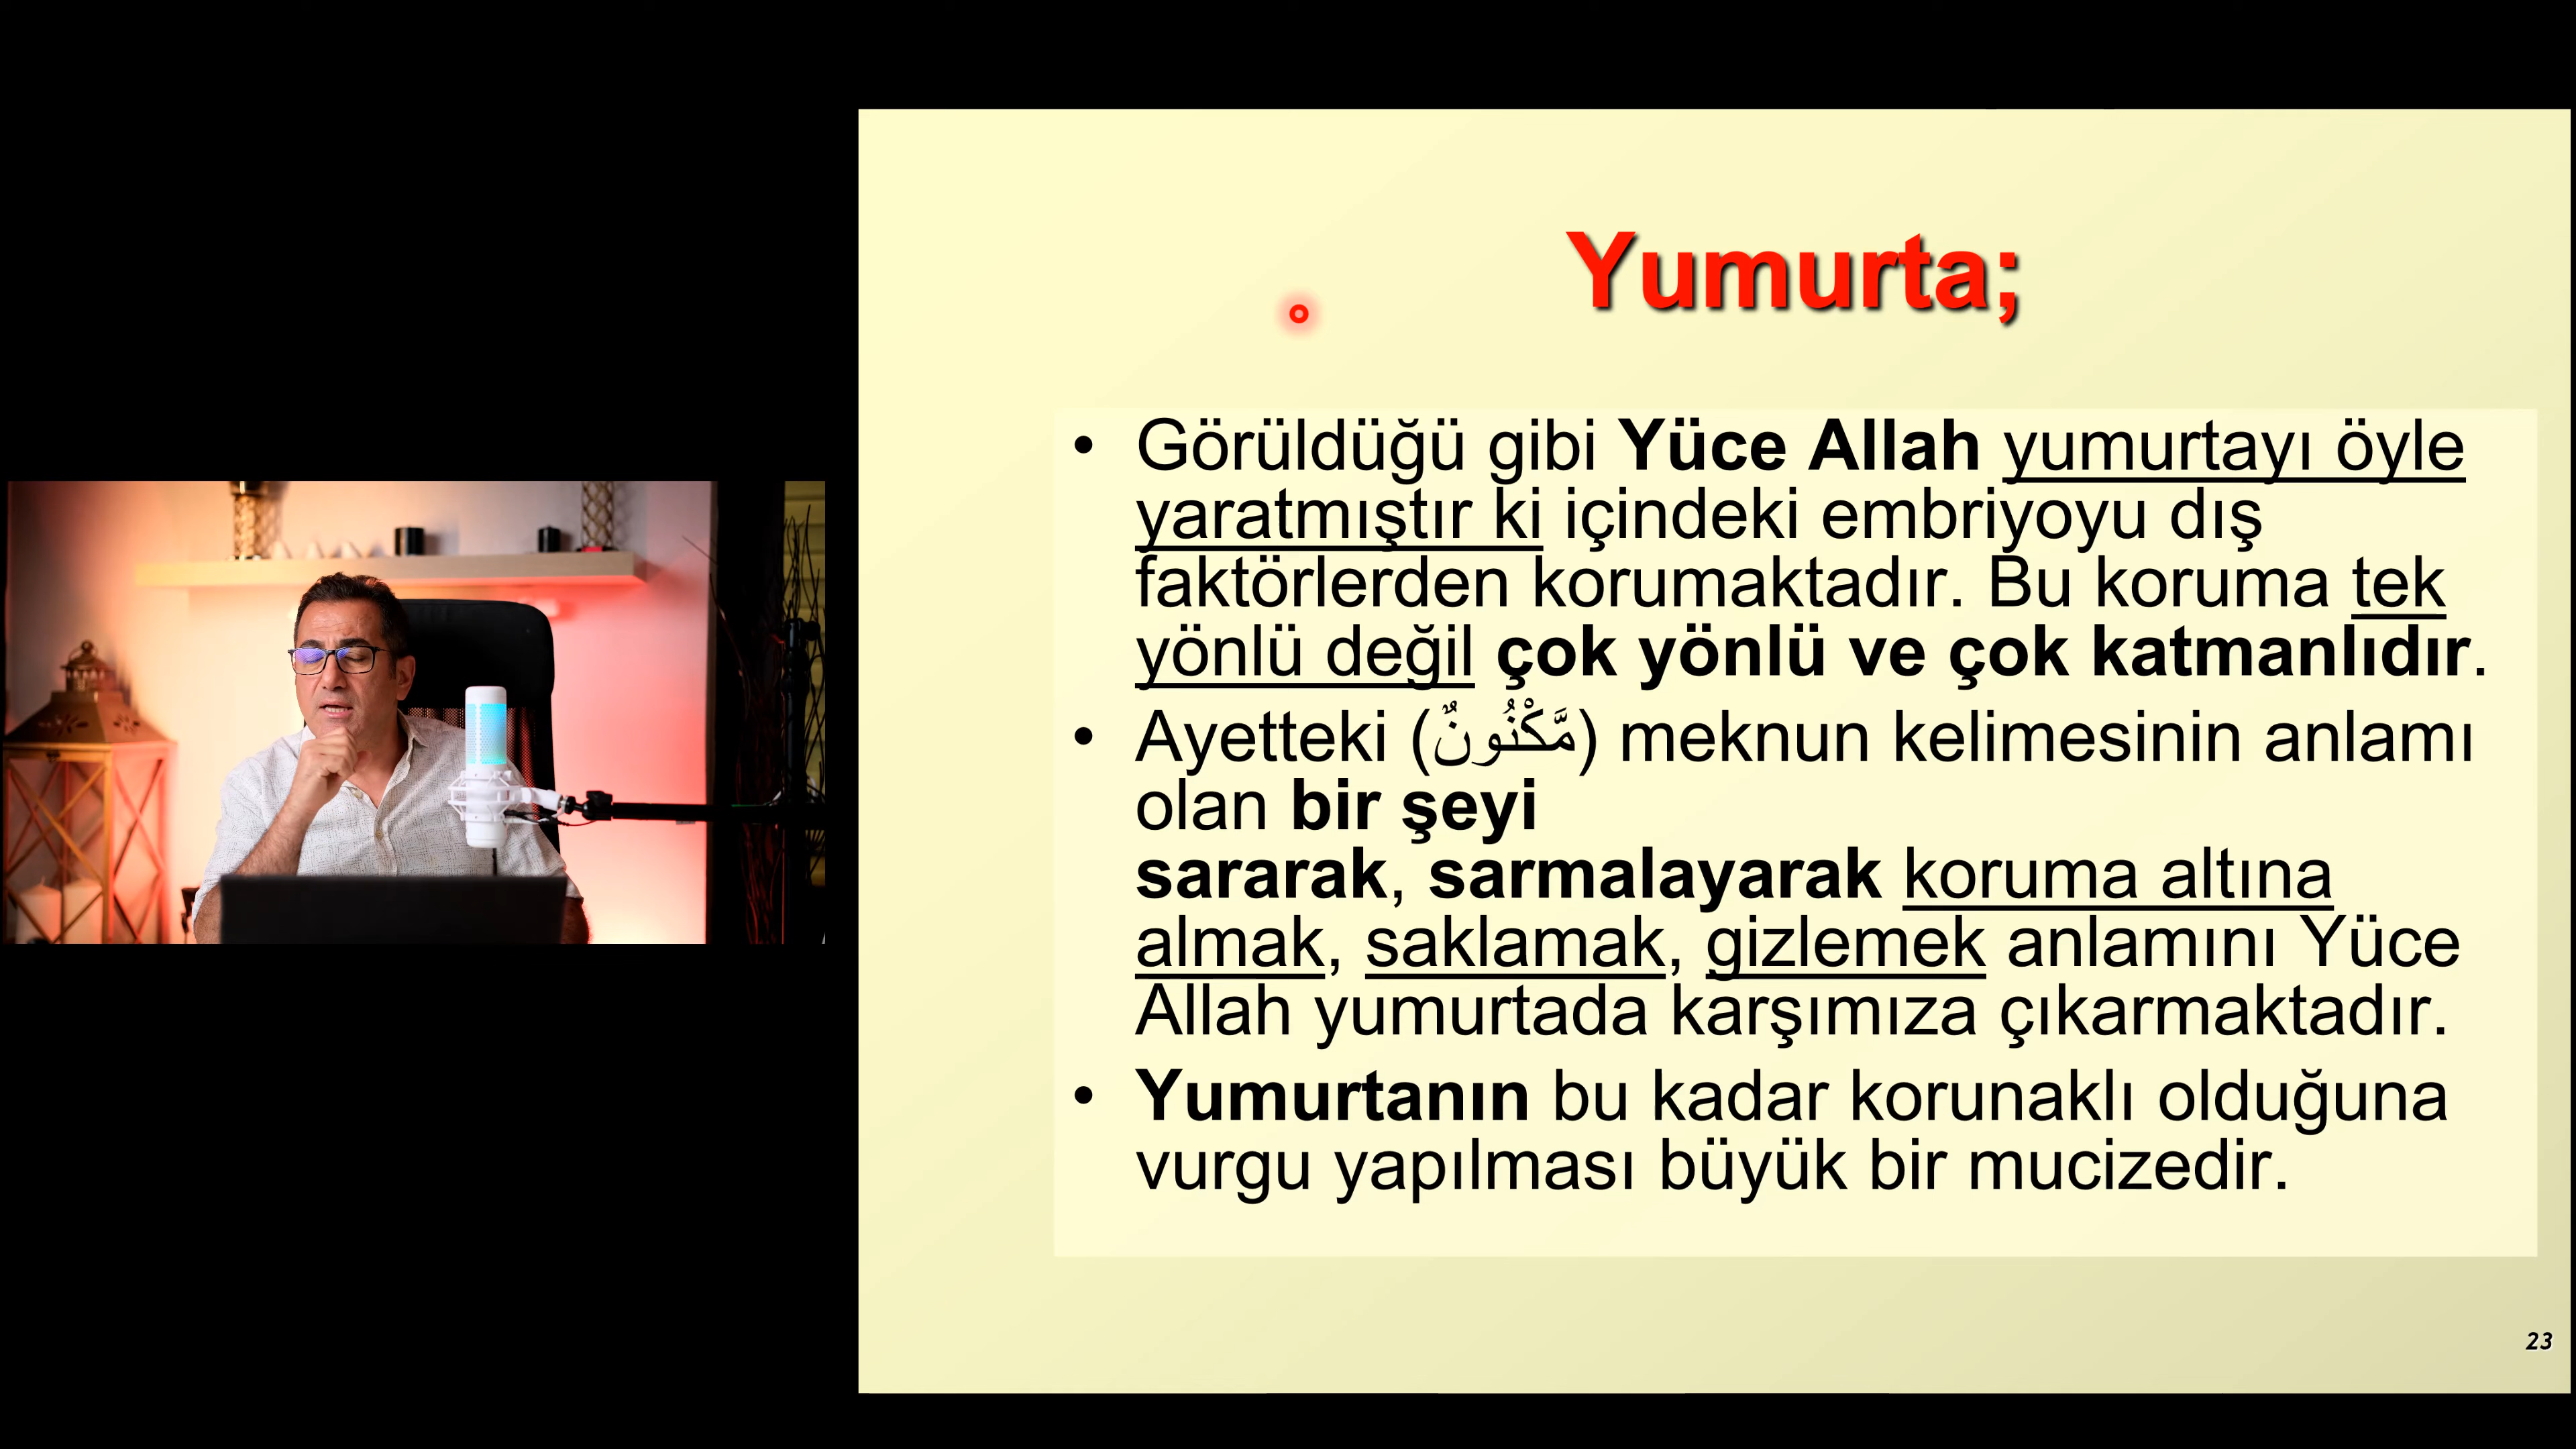 Yumurta;
• Görüldüğü gibi Yüce Allah yumurtayı öyle
yaratmıştır ki içindeki embriyoyu dış
faktörlerden korumaktadır. Bu koruma tek
yönlü değil çok yönlü ve çok katmanlıdır.
• Ayetteki (مَّكْنُونٌ) meknun kelimesinin anlamı
olan bir şeyi
sararak, sarmalayarak koruma altına
almak, saklamak, gizlemek anlamını Yüce
Allah yumurtada karşımıza çıkarmaktadır.
• Yumurtanın bu kadar korunaklı olduğuna
vurgu yapılması büyük bir mucizedir.
23